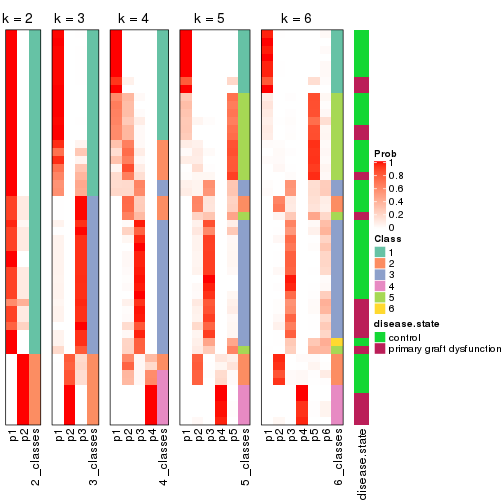 k = 2
k = 3
k = 4
k = 5
k = 6
Prob
1
0.8
0.6
0.4
0.2
0
Class
1
2
3
4
5
6
disease.state
control
primary graft dysfunction
p1
p2
2_classes
p1
p2
p3
3_classes
p1
p2
p3
p4
4_classes
p1
p2
p3
p4
p5
5_classes
p1
p2
p3
p4
p5
p6
6_classes
disease.state